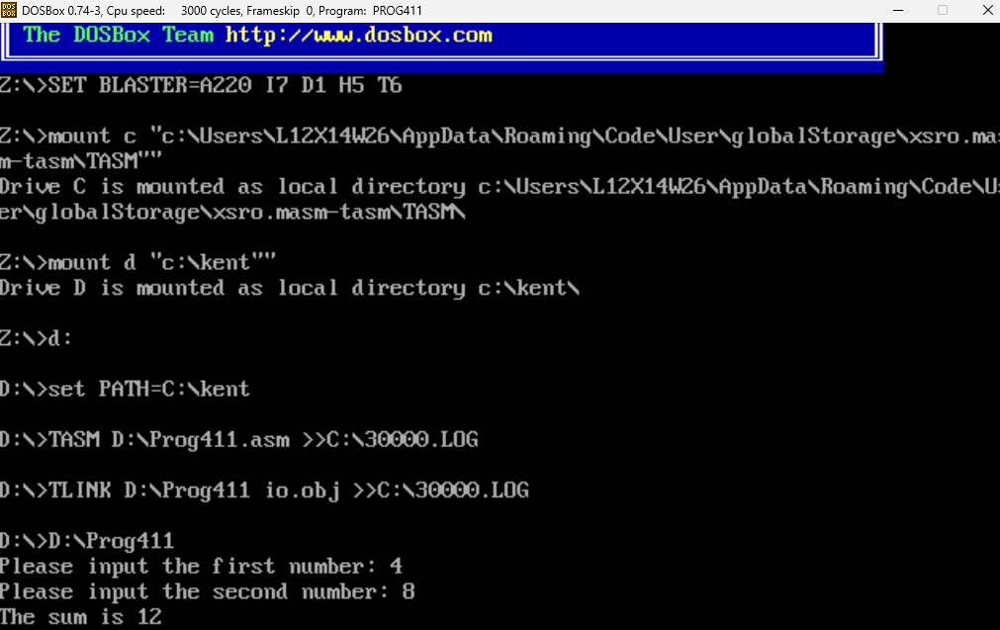 DOSBox 0.74-3, Cpu speed: 3000 cycles, Frameskip 0, Program: PROG411
The DOSBox Team http://www.dosbox.com
Z:\>SET BLASTER=A220 I7 D1 H5 T6
Z:\>mount c "c:\Users\L12X14W26\AppData\Roaming\Code\User\globalStorage\xsro.mas
m-tasm\TASM""
Drive C is mounted as local directory c:\Users\L12X14W26\AppData\Roaming\Code\Us
er\globalStorage\xsro.masm-tasm\TASM\
Z:\>mount d "c:\kent""
Drive D is mounted as local directory c:\kent\
Z:\>d:
D:\>set PATH=C:\kent
D:\>TASM D:\Prog411.asm >>C:\30000.LOG
D:\>TLINK D:\Prog411 io.obj >>C:\30000.LOG
D:\>D:\Prog411
Please input the first number: 4
Please input the second number: 8
The sum is 12